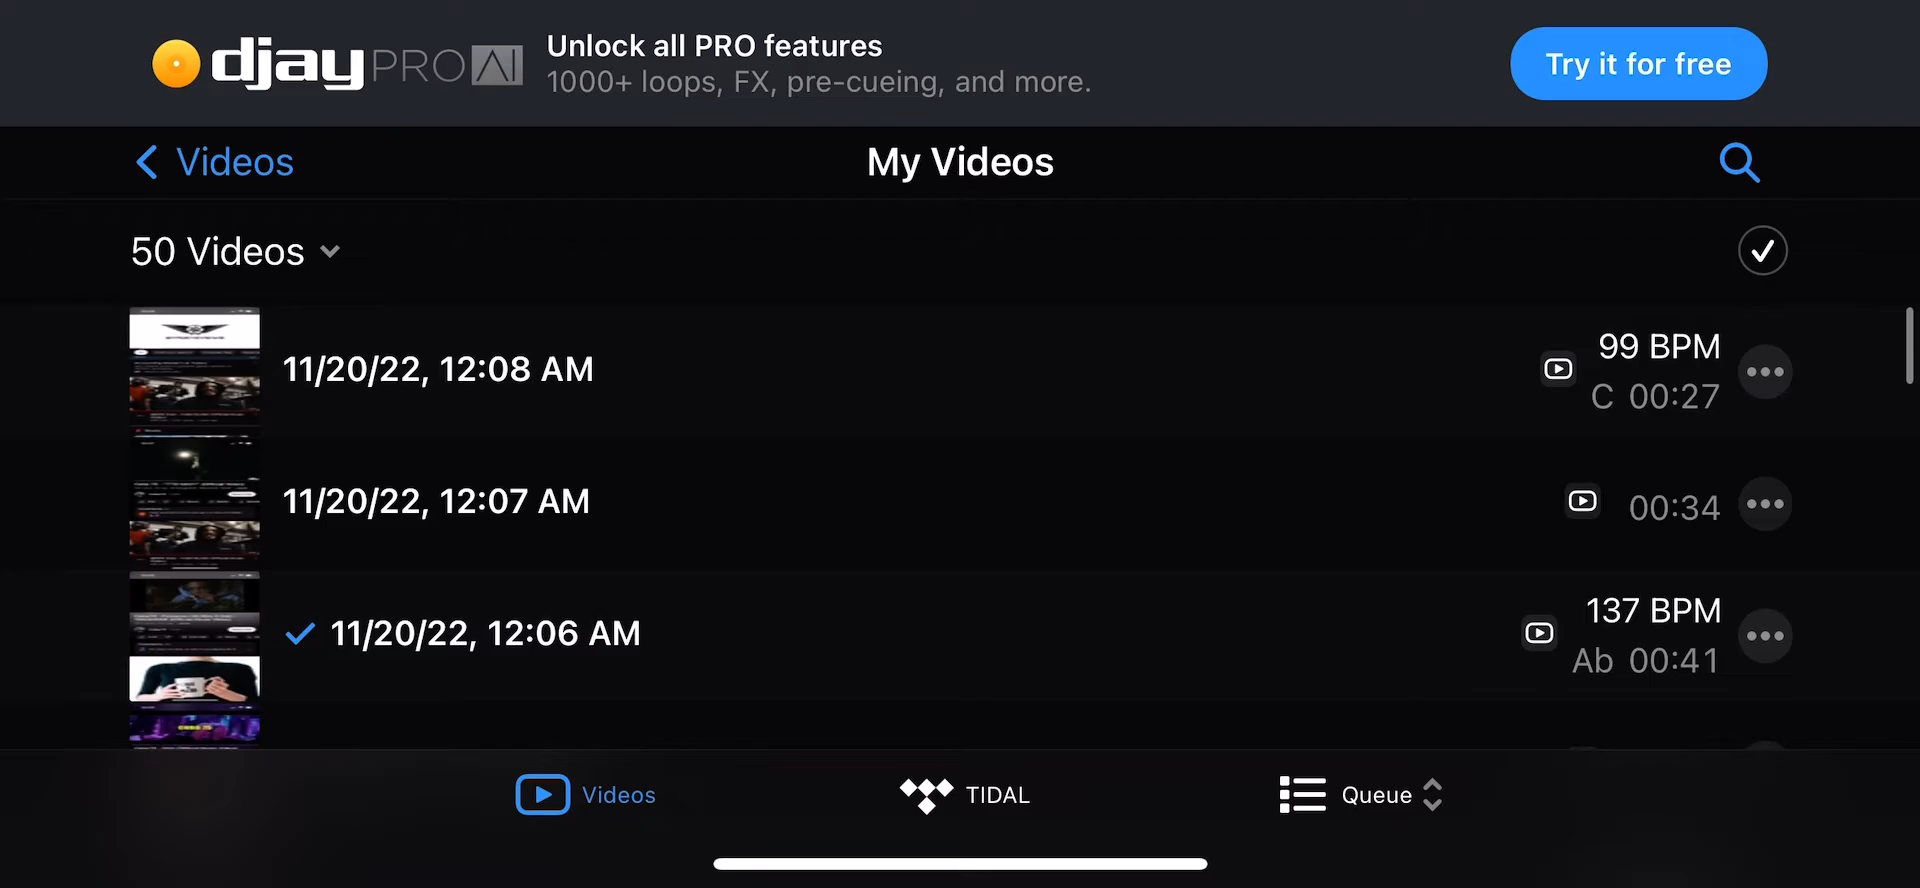 djay PRO AI
Unlock all PRO features
1000+ loops, FX, pre-cueing, and more.
Try it for free
Videos
My Videos
50 Videos
11/20/22, 12:08 AM
99 BPM
C 00:27
11/20/22, 12:07 AM
00:34
11/20/22, 12:06 AM
137 BPM
Ab 00:41
Videos
TIDAL
Queue